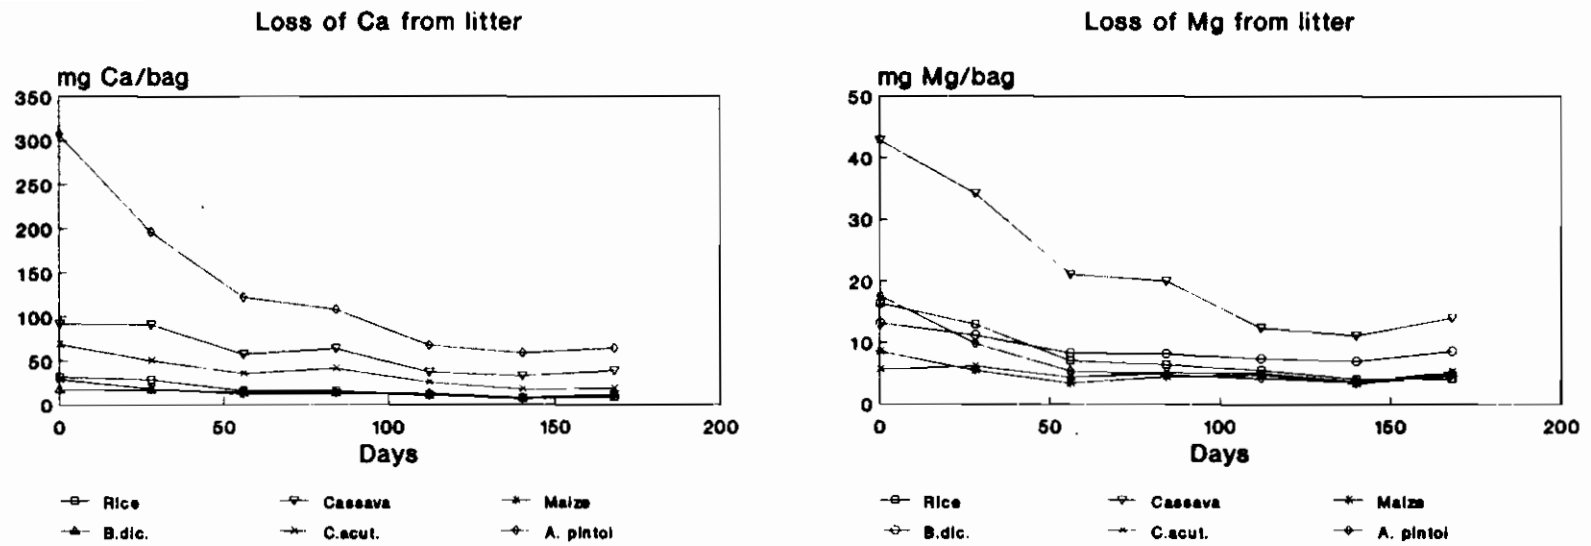 Loss of Ca from litter
mg Ca/bag
350
300
250
200
150
100
50
0
0 50 100 150 200
Days
Rice Cassava Maize
B.dic. C.acut. A. pintoi
Loss of Mg from litter
mg Mg/bag
50
40
30
20
10
0
0 50 100 150 200
Days
Rice Cassava Maize
B.dic. C.acut. A. pintoi